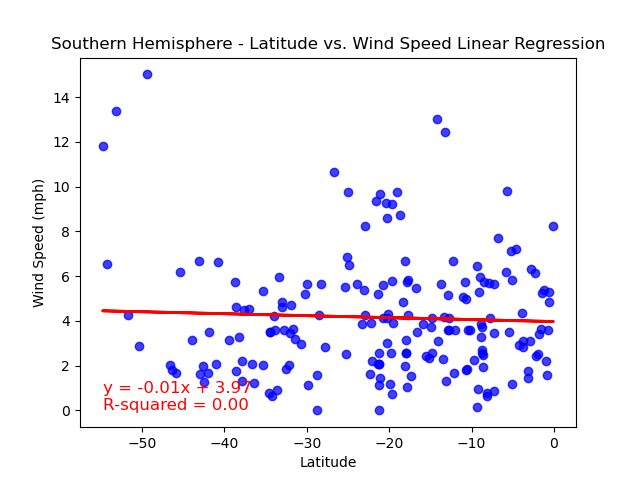 Southern Hemisphere - Latitude vs. Wind Speed Linear Regression
14
12
10
8
6
4
2
0
Wind Speed (mph)
y = -0.01x + 3.97
R-squared = 0.00
−50 −40 −30 −20 −10 0
Latitude